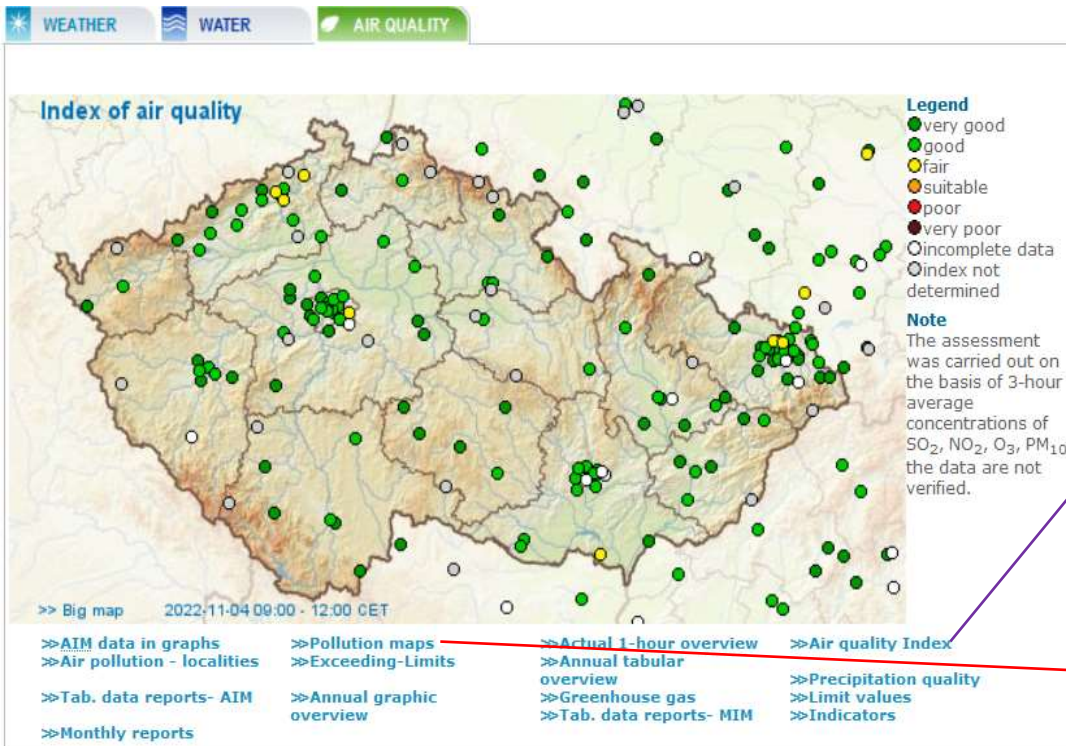 WEATHER
WATER
AIR QUALITY
Index of air quality
Legend
very good
good
fair
suitable
poor
very poor
incomplete data
index not
determined
Note
The assessment
was carried out on
the basis of 3-hour
average
concentrations of
SO2, NO2, O3, PM10
the data are not
verified.
>> Big map 2022-11-04 09:00 - 12:00 CET
>>AIM data in graphs
>>Air pollution - localities
>>Tab. data reports- AIM
>>Monthly reports
>>Pollution maps
>>Exceeding-Limits
>>Annual graphic
overview
>>Actual 1-hour overview
>>Annual tabular
overview
>>Greenhouse gas
>>Tab. data reports- MIM
>>Air quality Index
>>Precipitation quality
>>Limit values
>>Indicators